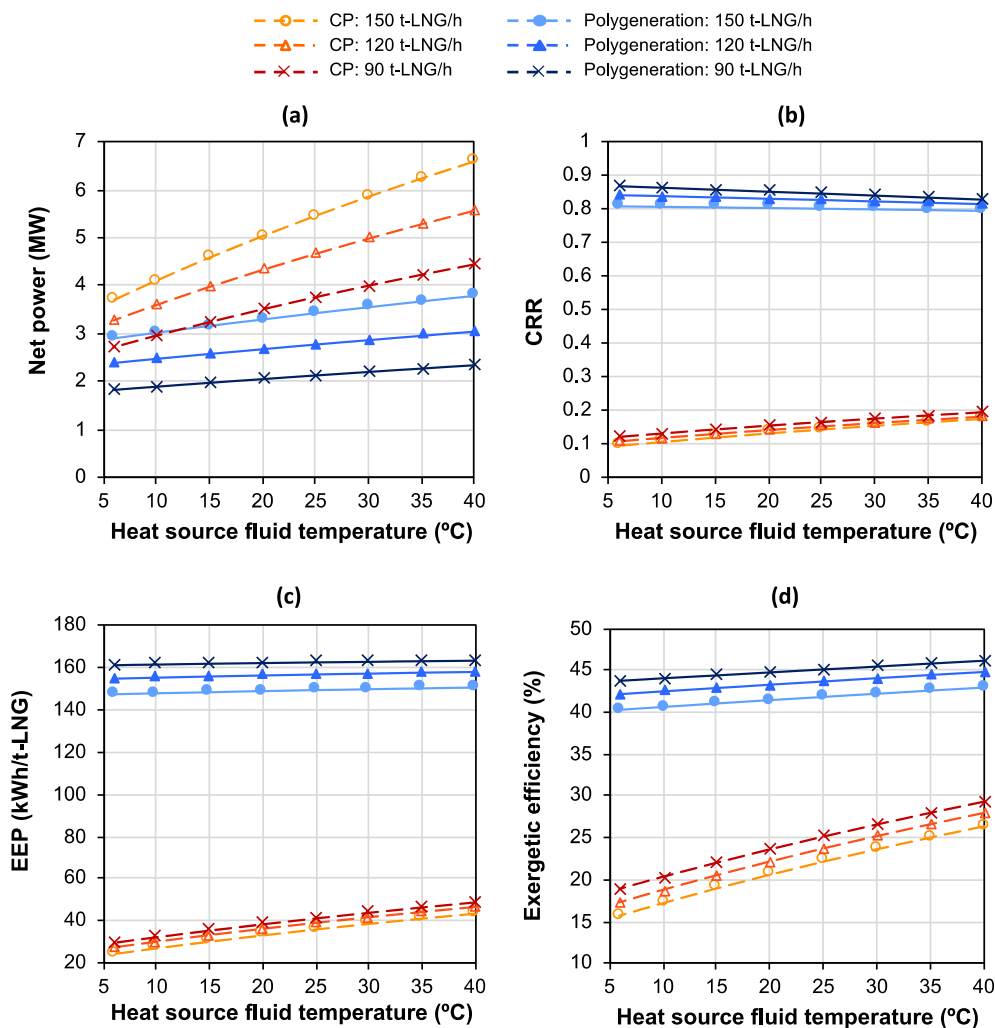 CP: 150 t-LNG/h
Polygeneration: 150 t-LNG/h
CP: 120 t-LNG/h
Polygeneration: 120 t-LNG/h
CP: 90 t-LNG/h
Polygeneration: 90 t-LNG/h
(a)
Net power (MW)
7
6
5
4
3
2
1
0
5 10 15 20 25 30 35 40
Heat source fluid temperature (ºC)
(b)
CRR
1
0.9
0.8
0.7
0.6
0.5
0.4
0.3
0.2
0.1
0
5 10 15 20 25 30 35 40
Heat source fluid temperature (ºC)
(c)
EEP (kWh/t-LNG)
180
160
140
120
100
80
60
40
20
5 10 15 20 25 30 35 40
Heat source fluid temperature (ºC)
(d)
Exergetic efficiency (%)
50
45
40
35
30
25
20
15
10
5 10 15 20 25 30 35 40
Heat source fluid temperature (ºC)